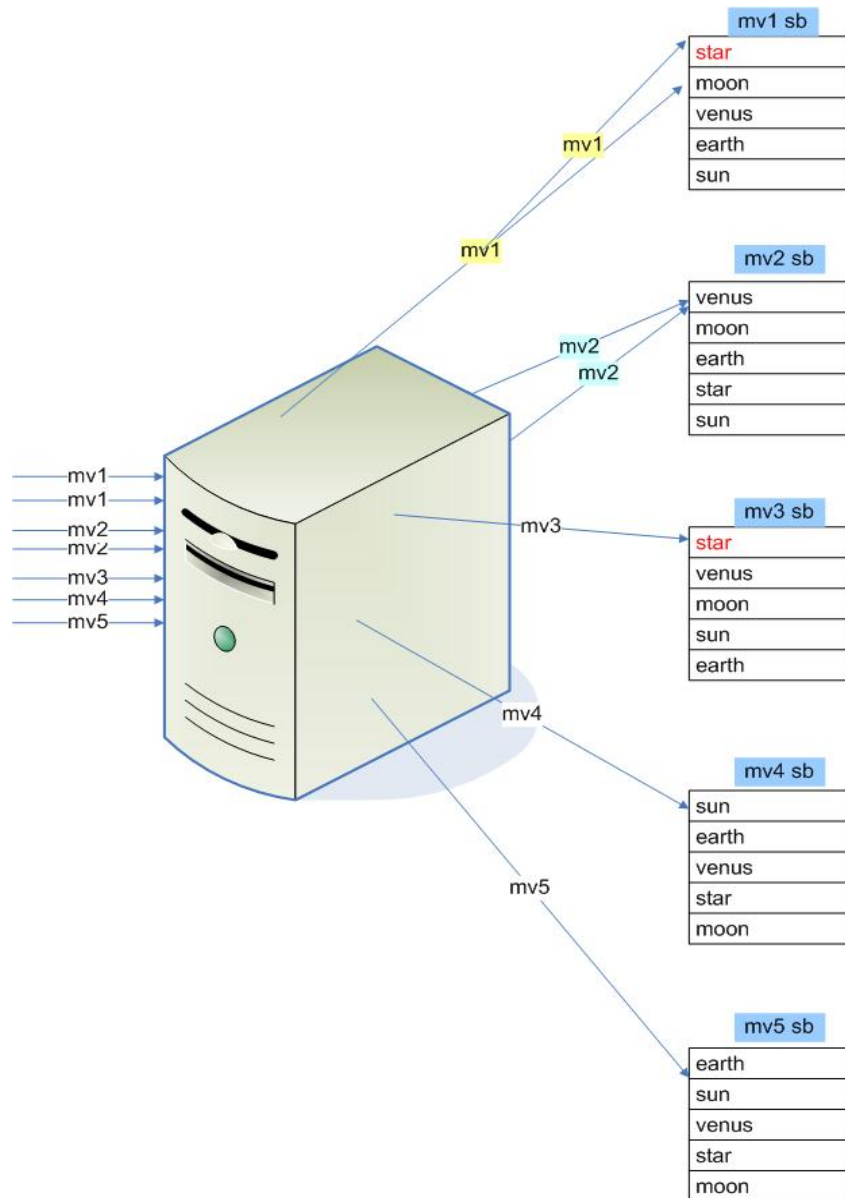 mv1 sb
star
moon
venus
earth
sun
mv1
mv1
mv2 sb
venus
moon
earth
star
sun
mv2
mv2
mv1
mv1
mv2
mv2
mv3
mv4
mv5
mv3 sb
star
venus
moon
sun
earth
mv3
mv4
mv4 sb
sun
earth
venus
star
moon
mv5
mv5 sb
earth
sun
venus
star
moon